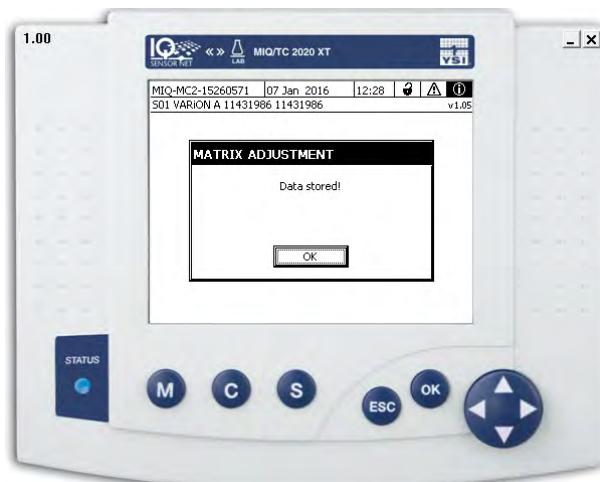 1.00
IQ SENSOR NET « » LAB MIQ/TC 2020 XT YSI
MIQ-MC2-15260571 07 Jan 2016 12:28
S01 VARiON A 11431986 11431986 v1.05
MATRIX ADJUSTMENT
Data stored!
OK
STATUS
M C S ESC OK